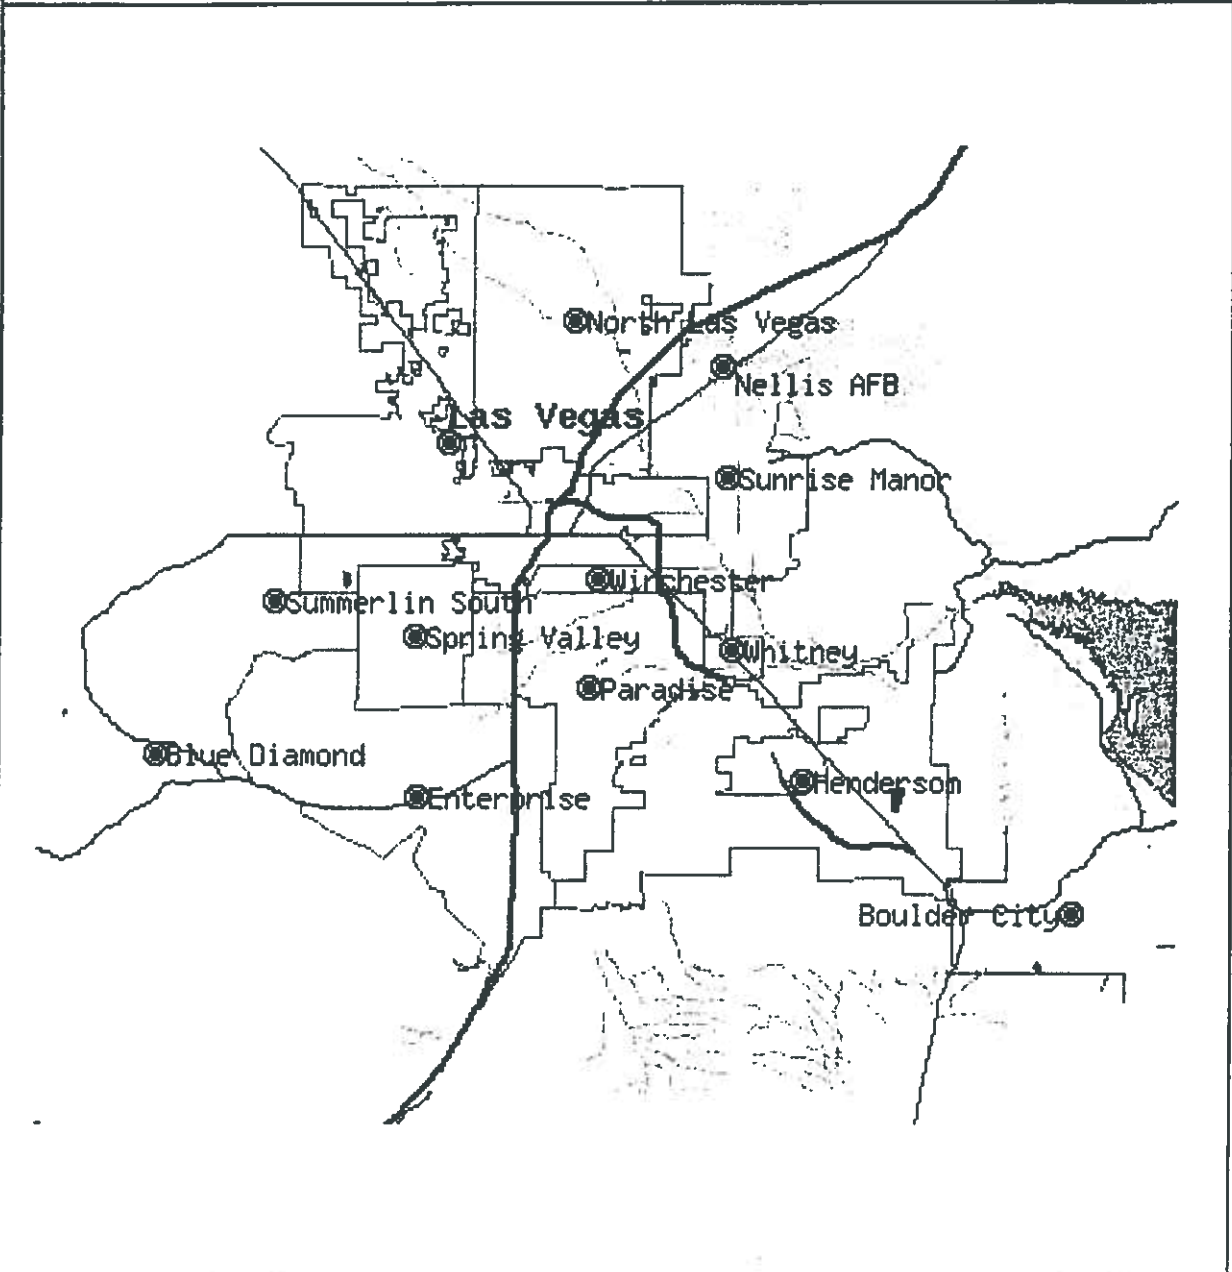 North Las Vegas
Nellis AFB
Las Vegas
Sunrise Manor
Winchester
Summerlin South
Spring Valley
Whitney
Paradise
Blue Diamond
Henderson
Enterprise
Boulder City